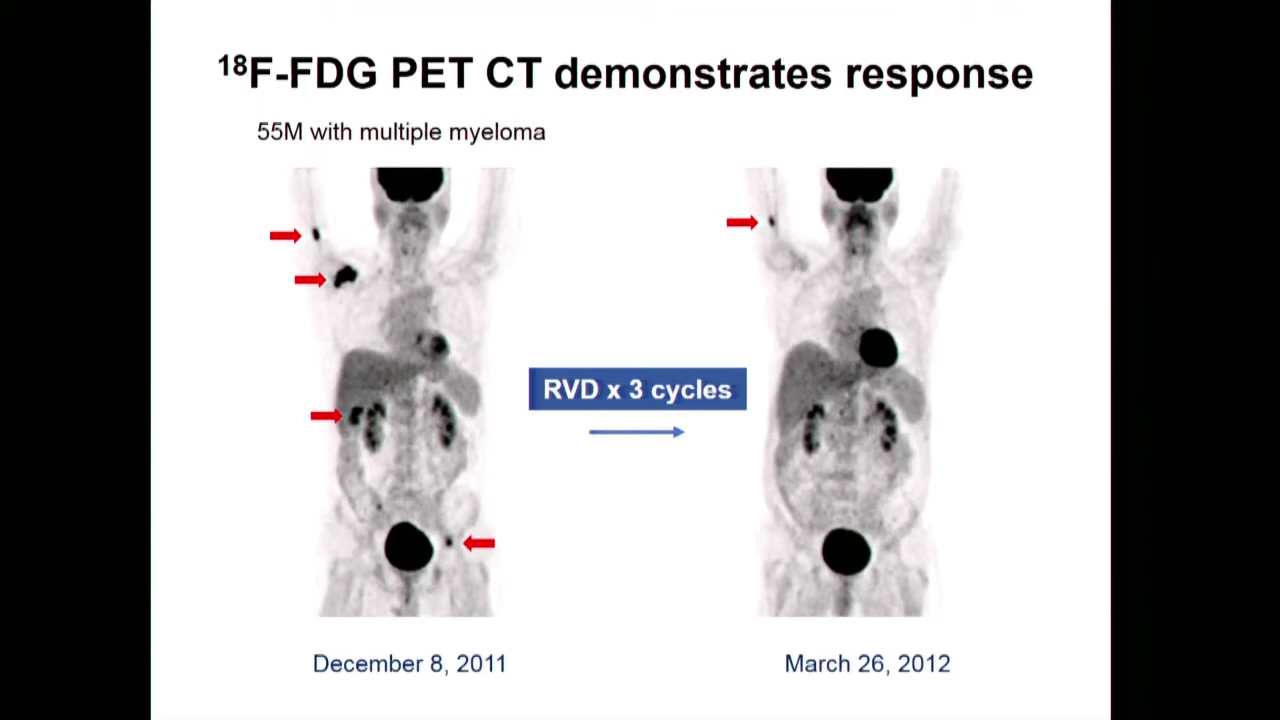 18F-FDG PET CT demonstrates response
55M with multiple myeloma
RVD x 3 cycles
December 8, 2011
March 26, 2012